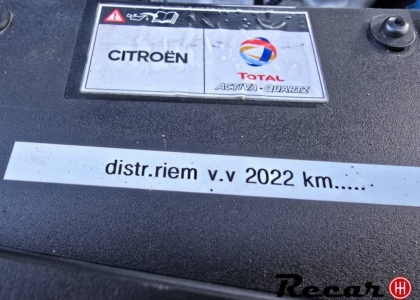 CITROËN
TOTAL
ACTIVA-QUARTZ
distr.riem v.v 2022 km.....
Recar